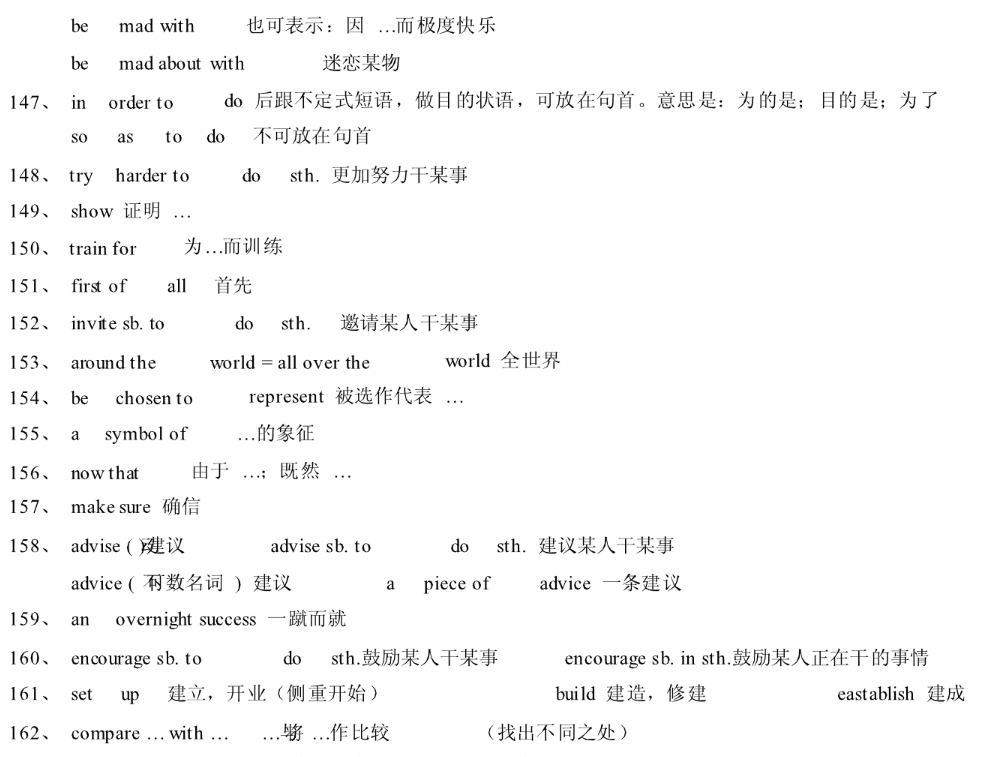 be mad with 也可表示：因 …而极度快乐
be mad about with 迷恋某物
147、 in order to do 后跟不定式短语，做目的状语，可放在句首。意思是：为的是；目的是；为了
so as to do 不可放在句首
148、 try harder to do sth. 更加努力干某事
149、 show 证明 …
150、 train for 为…而训练
151、 first of all 首先
152、 invite sb. to do sth. 邀请某人干某事
153、 around the world = all over the world 全世界
154、 be chosen to represent 被选作代表 …
155、 a symbol of …的象征
156、 now that 由于 …；既然 …
157、 make sure 确信
158、 advise ( ) 建议 advise sb. to do sth. 建议某人干某事
advice ( 不可数名词 ) 建议 a piece of advice 一条建议
159、 an overnight success 一蹴而就
160、 encourage sb. to do sth.鼓励某人干某事 encourage sb. in sth.鼓励某人正在干的事情
161、 set up 建立，开业（侧重开始） build 建造，修建 eastablish 建成
162、 compare … with … … …作比较 （找出不同之处）